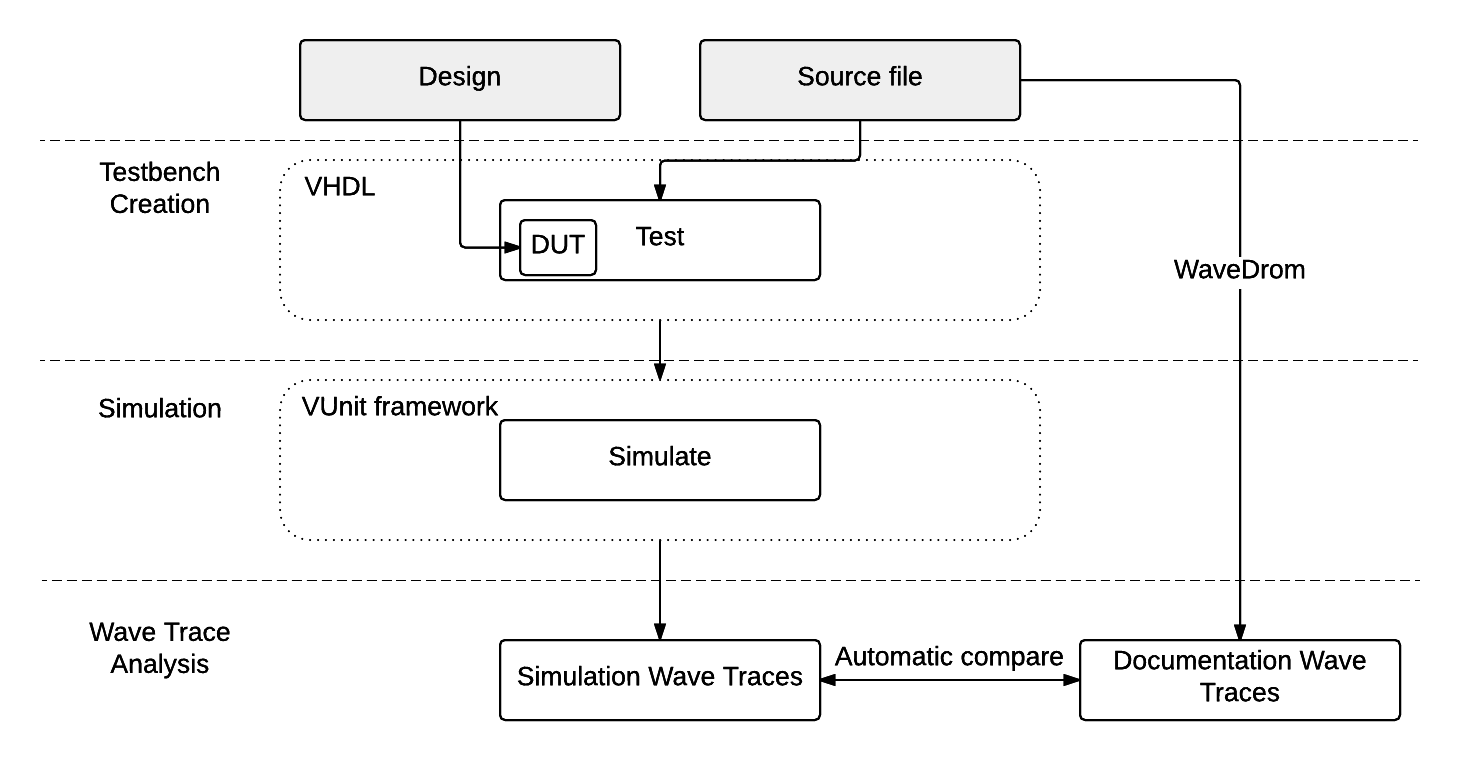 Design
Source file
Testbench
Creation
VHDL
DUT
Test
WaveDrom
Simulation
VUnit framework
Simulate
Wave Trace
Analysis
Simulation Wave Traces
Automatic compare
Documentation Wave
Traces